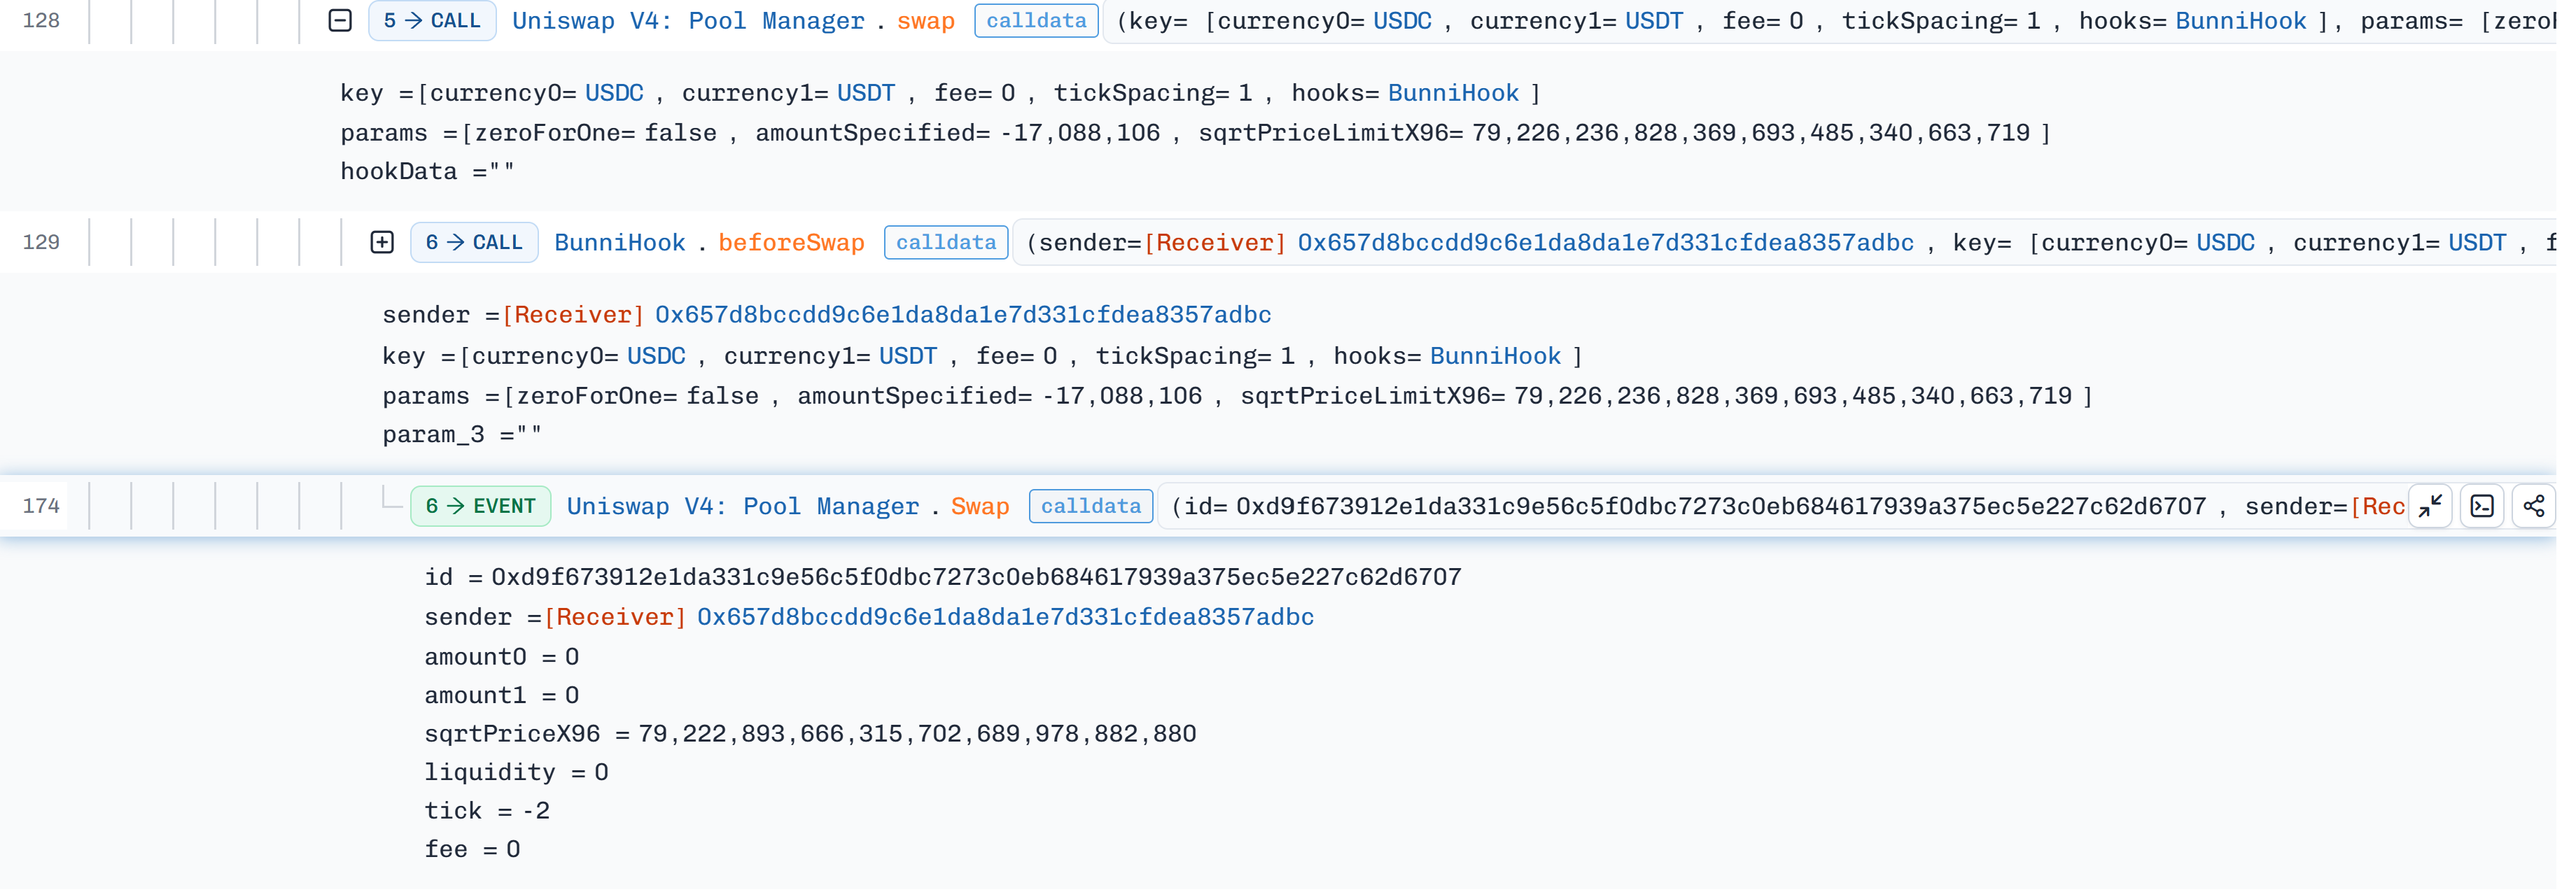 128 5 → CALL Uniswap V4: Pool Manager . swap calldata (key= [currency0= USDC , currency1= USDT , fee= 0 , tickSpacing= 1 , hooks= BunniHook ], params= [zero
key =[currency0= USDC , currency1= USDT , fee= 0 , tickSpacing= 1 , hooks= BunniHook ]
params =[zeroForOne= false , amountSpecified= -17,088,106 , sqrtPriceLimitX96= 79,226,236,828,369,693,485,340,663,719 ]
hookData =""
129 6 → CALL BunniHook . beforeSwap calldata (sender=[Receiver] 0x657d8bccdd9c6e1da8da1e7d331cfdea8357adbc , key= [currency0= USDC , currency1= USDT , f
sender =[Receiver] 0x657d8bccdd9c6e1da8da1e7d331cfdea8357adbc
key =[currency0= USDC , currency1= USDT , fee= 0 , tickSpacing= 1 , hooks= BunniHook ]
params =[zeroForOne= false , amountSpecified= -17,088,106 , sqrtPriceLimitX96= 79,226,236,828,369,693,485,340,663,719 ]
param_3 =""
174 6 → EVENT Uniswap V4: Pool Manager . Swap calldata (id= 0xd9f673912e1da331c9e56c5f0dbc7273c0eb684617939a375ec5e227c62d6707 , sender=[Rec
id = 0xd9f673912e1da331c9e56c5f0dbc7273c0eb684617939a375ec5e227c62d6707
sender =[Receiver] 0x657d8bccdd9c6e1da8da1e7d331cfdea8357adbc
amount0 = 0
amount1 = 0
sqrtPriceX96 = 79,222,893,666,315,702,689,978,882,880
liquidity = 0
tick = -2
fee = 0